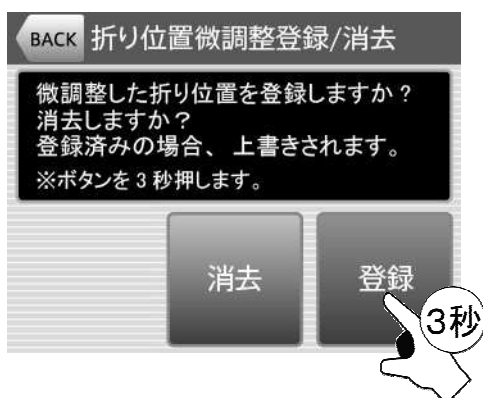 BACK 折り位置微調整登録/消去
微調整した折り位置を登録しますか？
消去しますか？
登録済みの場合、上書きされます。
※ボタンを3秒押します。
消去 登録
3秒